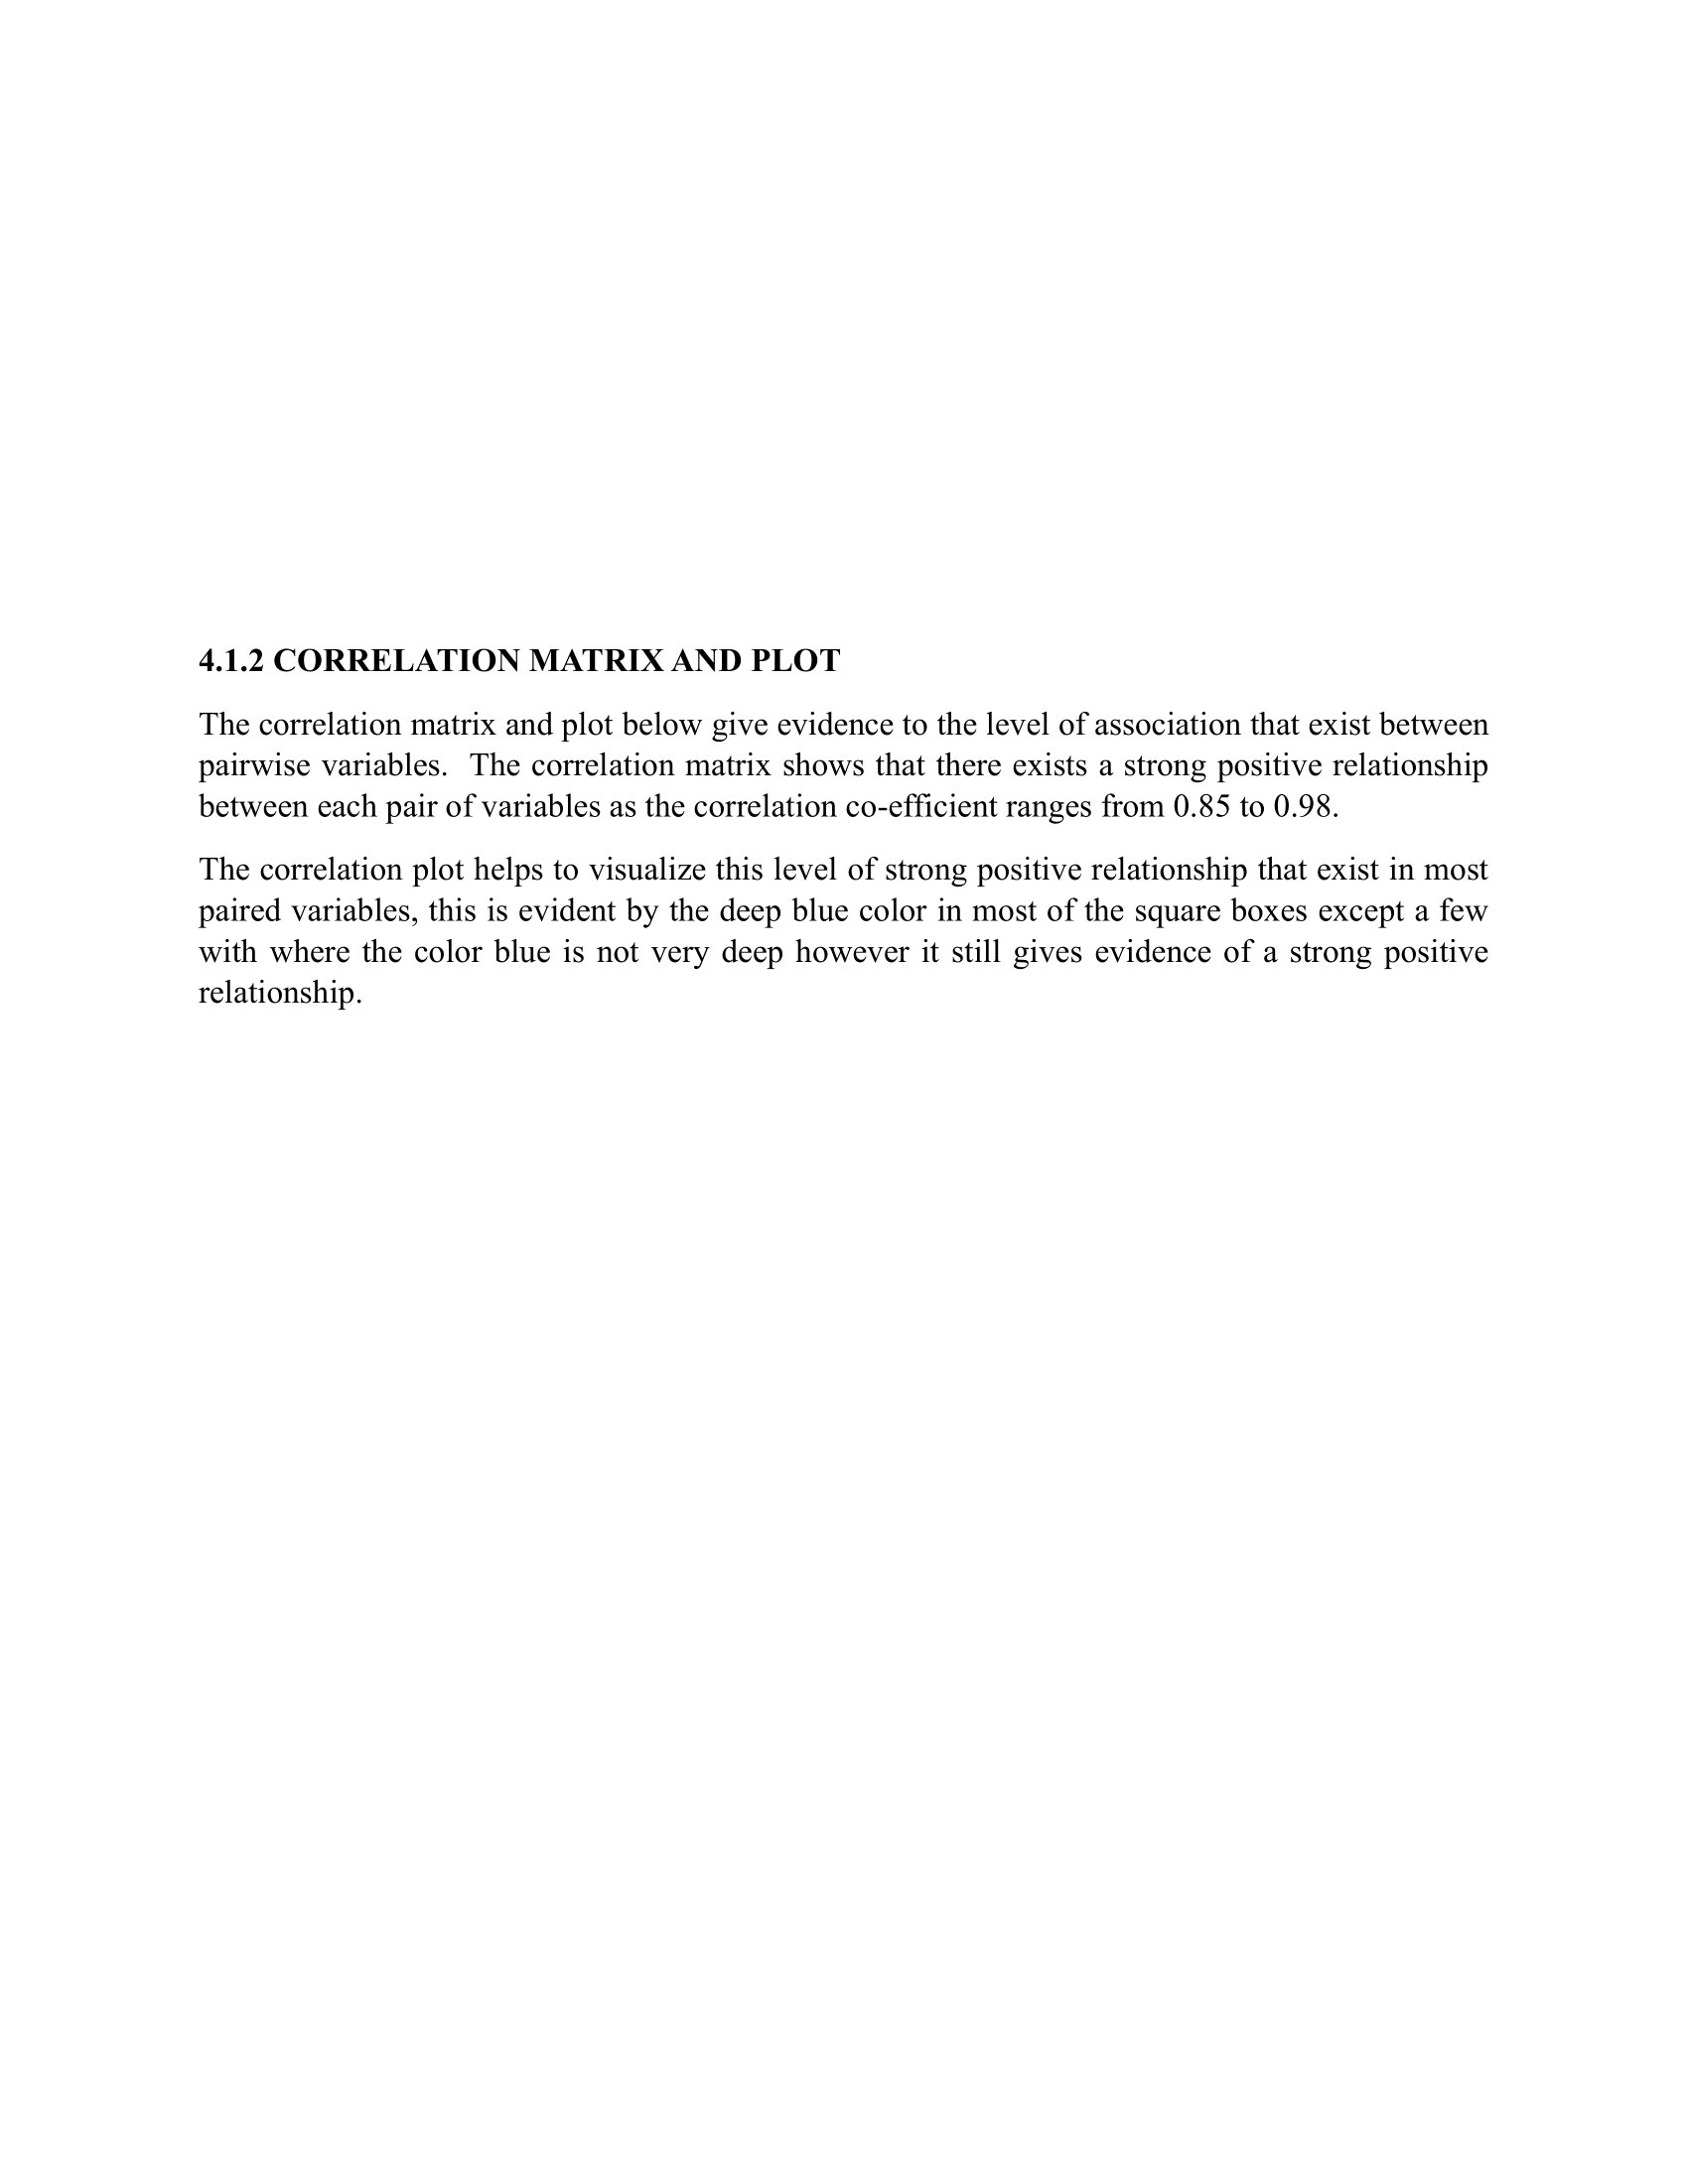 4.1.2 CORRELATION MATRIX AND PLOT
The correlation matrix and plot below give evidence to the level of association that exist between
pairwise variables.  The correlation matrix shows that there exists a strong positive relationship
between each pair of variables as the correlation co-efficient ranges from 0.85 to 0.98.
The correlation plot helps to visualize this level of strong positive relationship that exist in most
paired variables, this is evident by the deep blue color in most of the square boxes except a few
with where the color blue is not very deep however it still gives evidence of a strong positive
relationship.